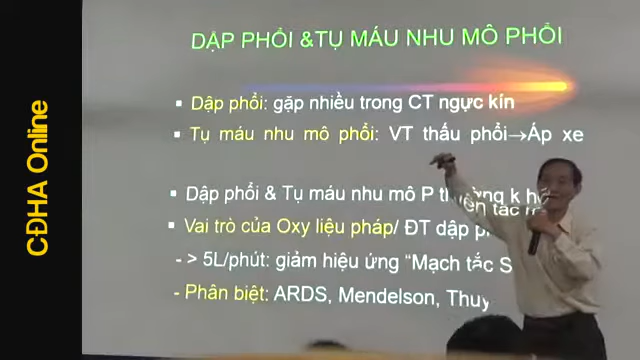 CĐHA Online
DẬP PHỔI &TỤ MÁU NHU MÔ PHỔI
▪ Dập phổi: gặp nhiều trong CT ngực kín
▪ Tụ máu nhu mô phổi: VT thấu phổi→Áp xe
▪ Dập phổi & Tụ máu nhu mô P
▪ Vai trò của Oxy liệu pháp/ ĐT dập
- > 5L/phút: giảm hiệu ứng “Mạch tắc
- Phân biệt: ARDS, Mendelson,